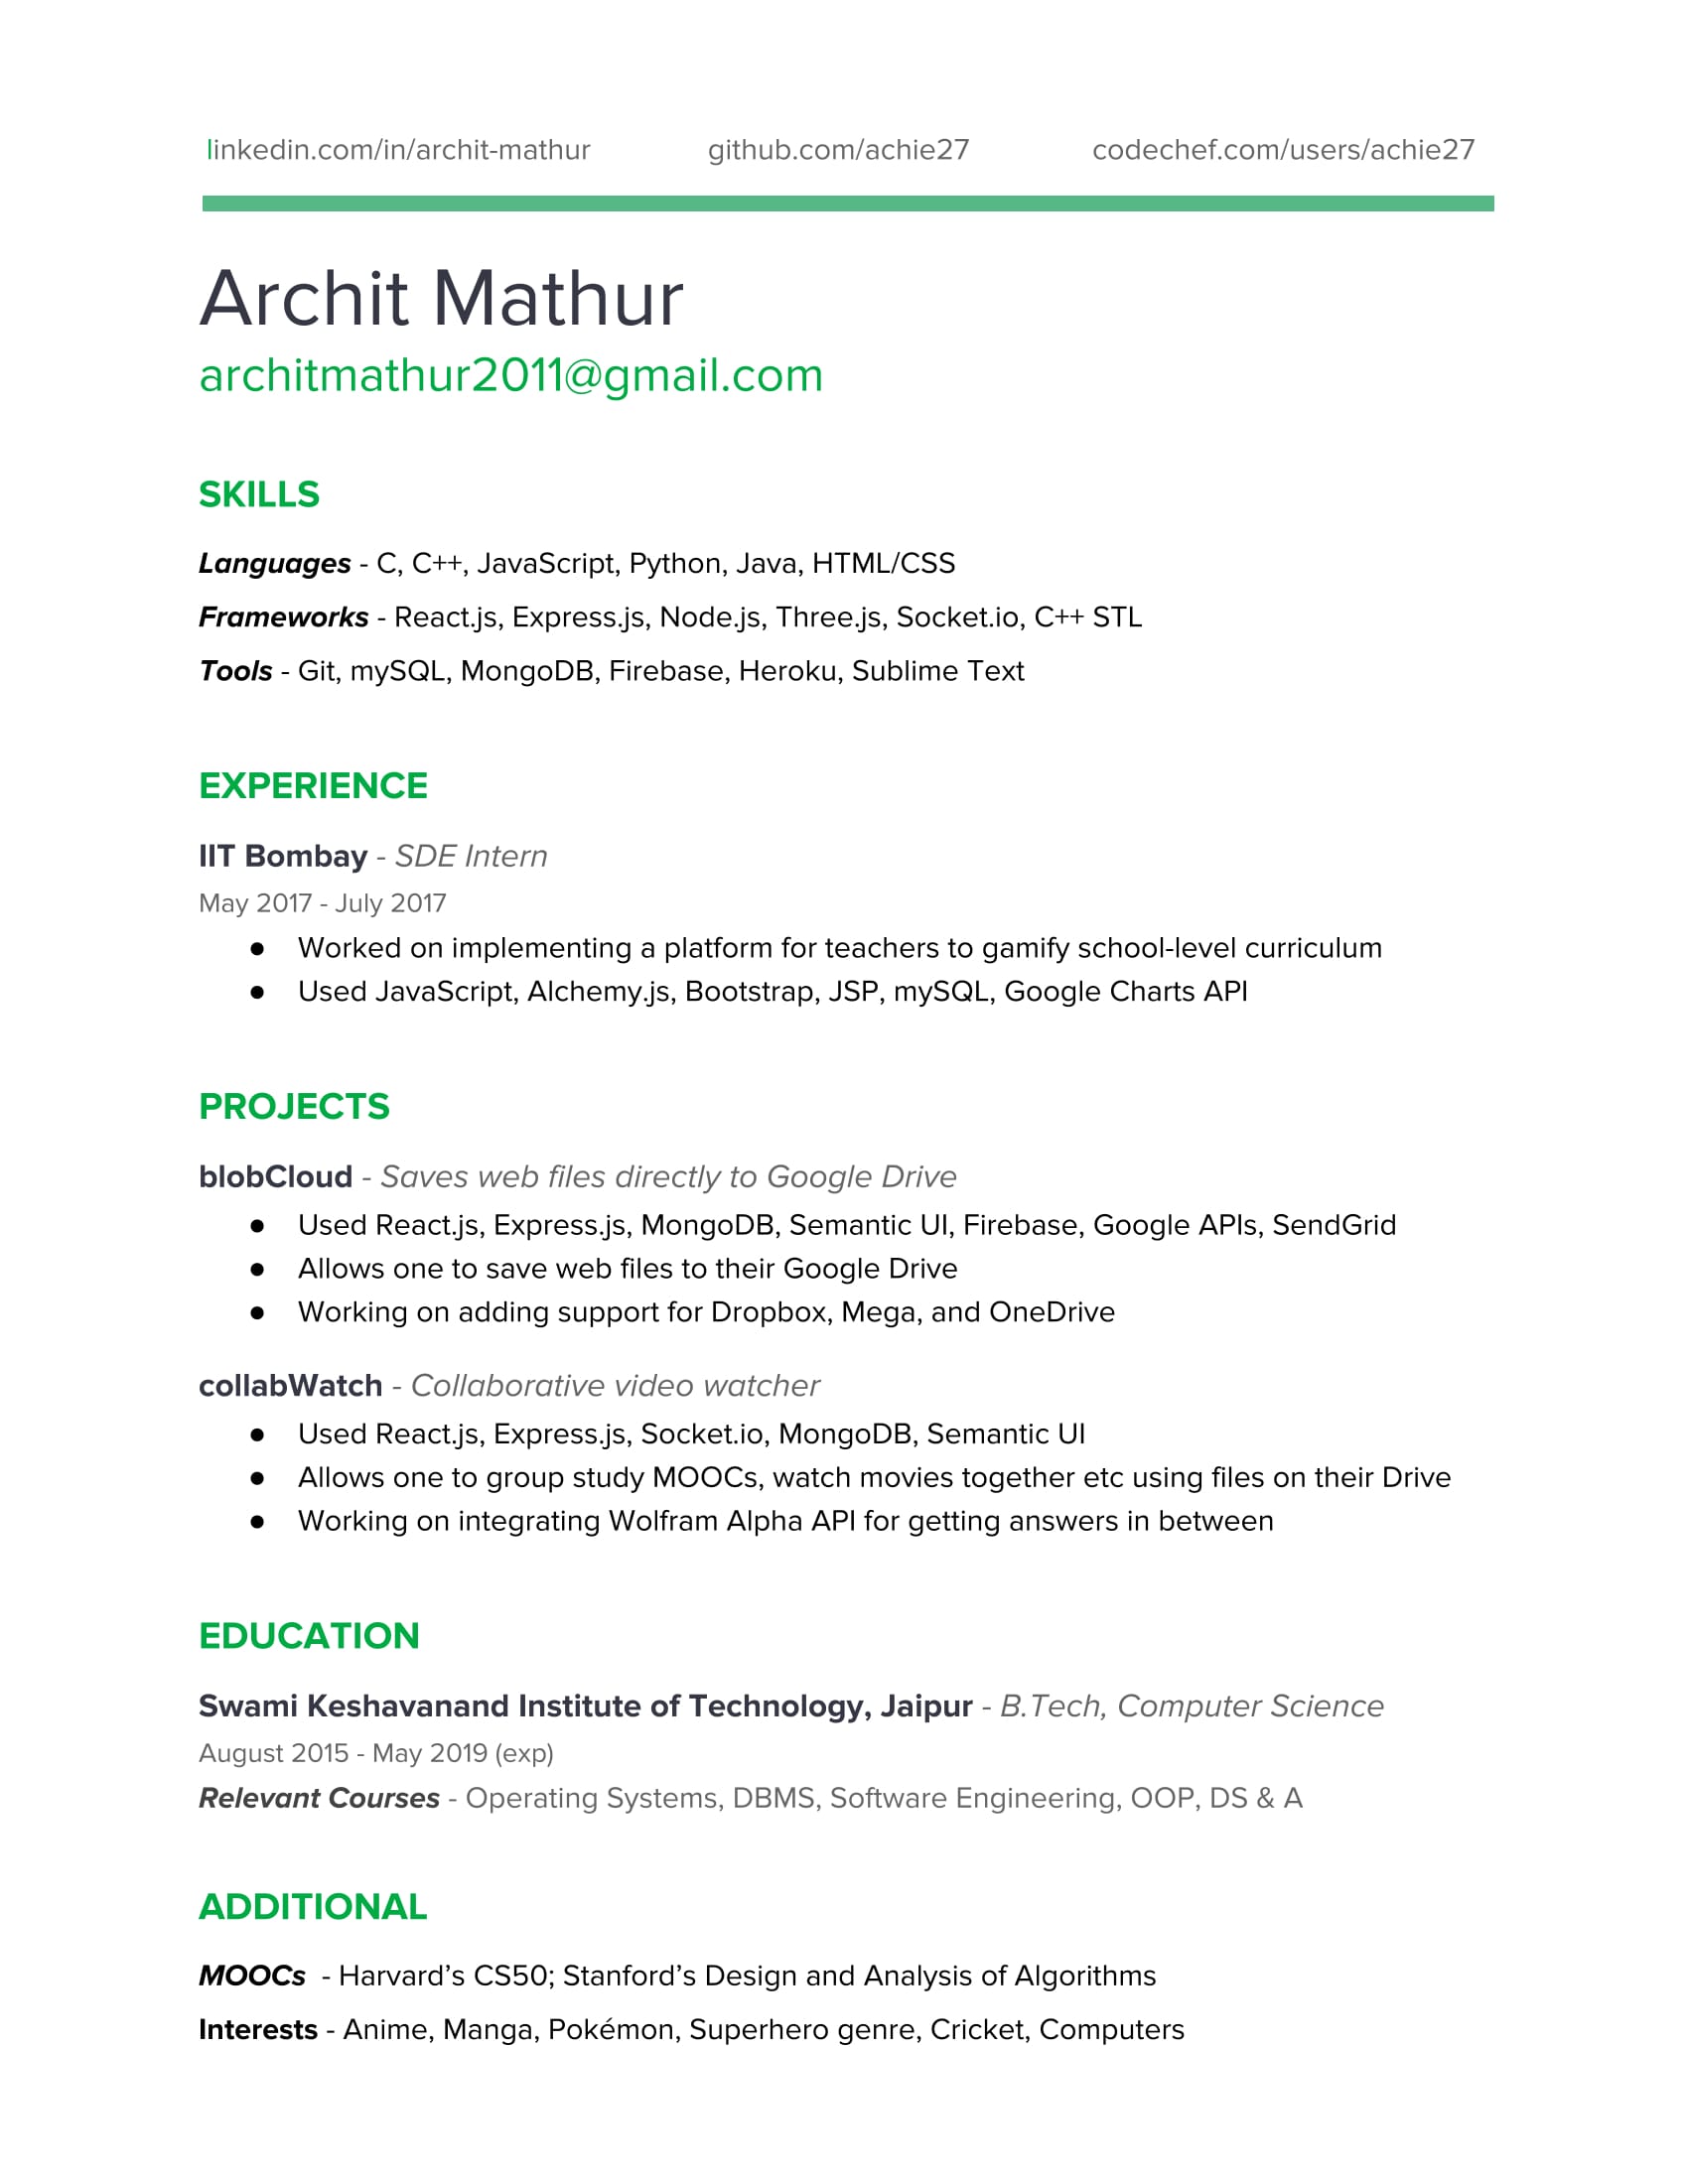 linkedin.com/in/archit-mathur github.com/achie27 codechef.com/users/achie27
Archit Mathur
architmathur2011@gmail.com
SKILLS
Languages - C, C++, JavaScript, Python, Java, HTML/CSS
Frameworks - React.js, Express.js, Node.js, Three.js, Socket.io, C++ STL
Tools - Git, mySQL, MongoDB, Firebase, Heroku, Sublime Text
EXPERIENCE
IIT Bombay - SDE Intern
May 2017 - July 2017
● Worked on implementing a platform for teachers to gamify school-level curriculum
● Used JavaScript, Alchemy.js, Bootstrap, JSP, mySQL, Google Charts API
PROJECTS
blobCloud - Saves web files directly to Google Drive
● Used React.js, Express.js, MongoDB, Semantic UI, Firebase, Google APIs, SendGrid
● Allows one to save web files to their Google Drive
● Working on adding support for Dropbox, Mega, and OneDrive
collabWatch - Collaborative video watcher
● Used React.js, Express.js, Socket.io, MongoDB, Semantic UI
● Allows one to group study MOOCs, watch movies together etc using files on their Drive
● Working on integrating Wolfram Alpha API for getting answers in between
EDUCATION
Swami Keshavanand Institute of Technology, Jaipur - B.Tech, Computer Science
August 2015 - May 2019 (exp)
Relevant Courses - Operating Systems, DBMS, Software Engineering, OOP, DS & A
ADDITIONAL
MOOCs - Harvard’s CS50; Stanford’s Design and Analysis of Algorithms
Interests - Anime, Manga, Pokémon, Superhero genre, Cricket, Computers